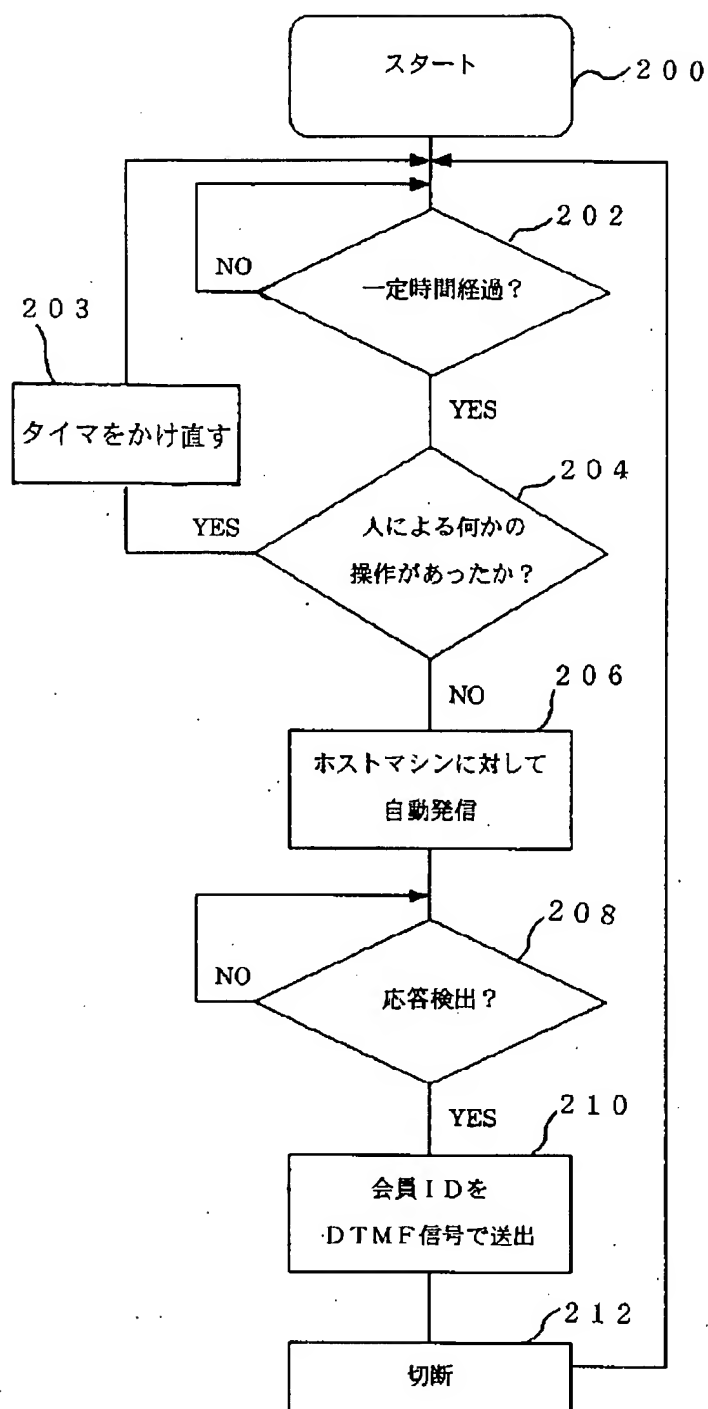 スタート
200
202
NO
一定時間経過？
203
YES
タイマをかけ直す
204
YES
人による何かの
操作があったか？
206
NO
ホストマシンに対して
自動発信
208
NO
応答検出？
210
YES
会員ＩＤを
ＤＴＭＦ信号で送出
212
切断